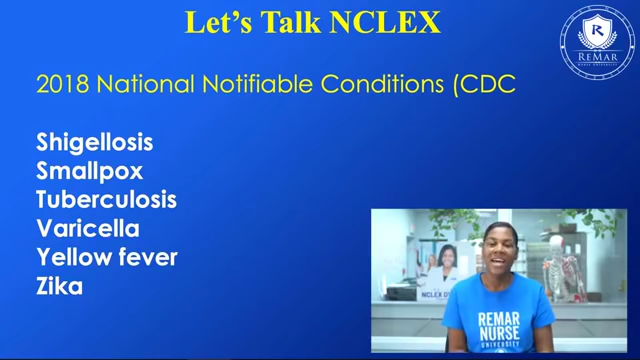 Let's Talk NCLEX
ReMar
2018 National Notifiable Conditions (CDC
Shigellosis
Smallpox
Tuberculosis
Varicella
Yellow fever
Zika
REMAR
NURSE
UNIVERSITY